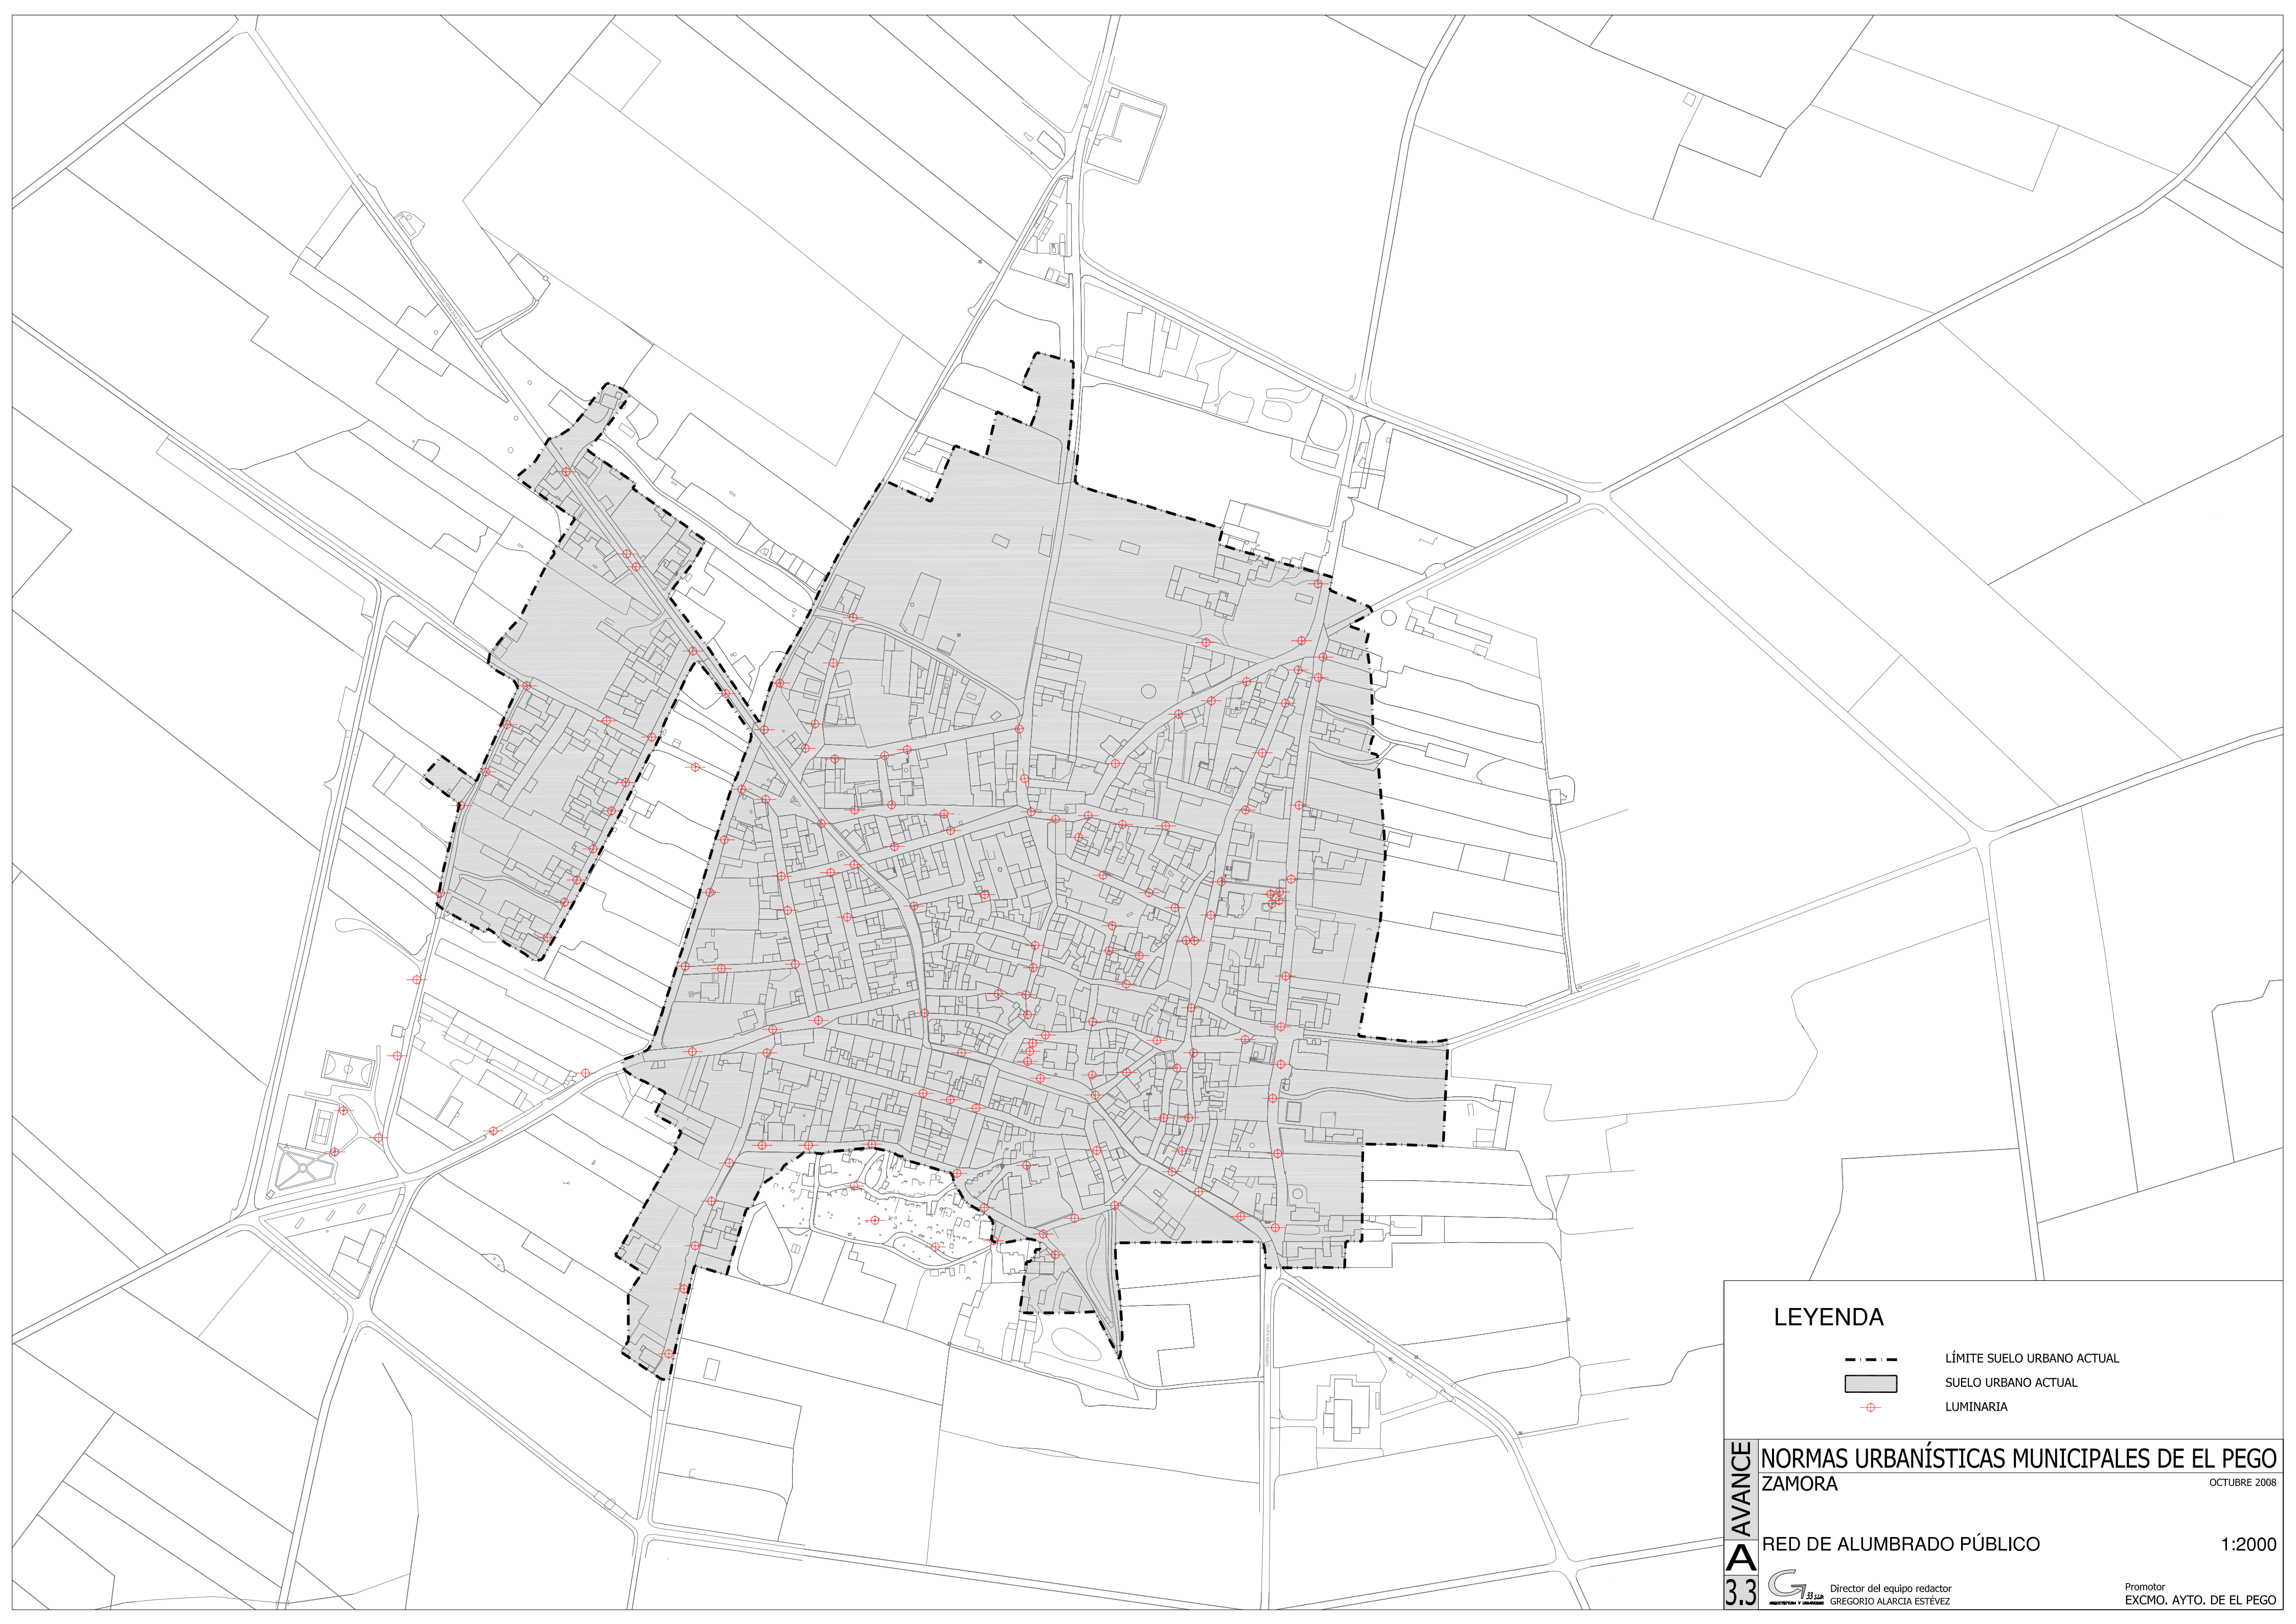 LEYENDA
LÍMITE SUELO URBANO ACTUAL
SUELO URBANO ACTUAL
LUMINARIA
AVANCE
NORMAS URBANÍSTICAS MUNICIPALES DE EL PEGO
ZAMORA
OCTUBRE 2008
RED DE ALUMBRADO PÚBLICO
1:2000
A
3.3
Director del equipo redactor
GREGORIO ALARCIA ESTÉVEZ
Promotor
EXCMO. AYTO. DE EL PEGO
ARQUITECTURA Y URBANISMO